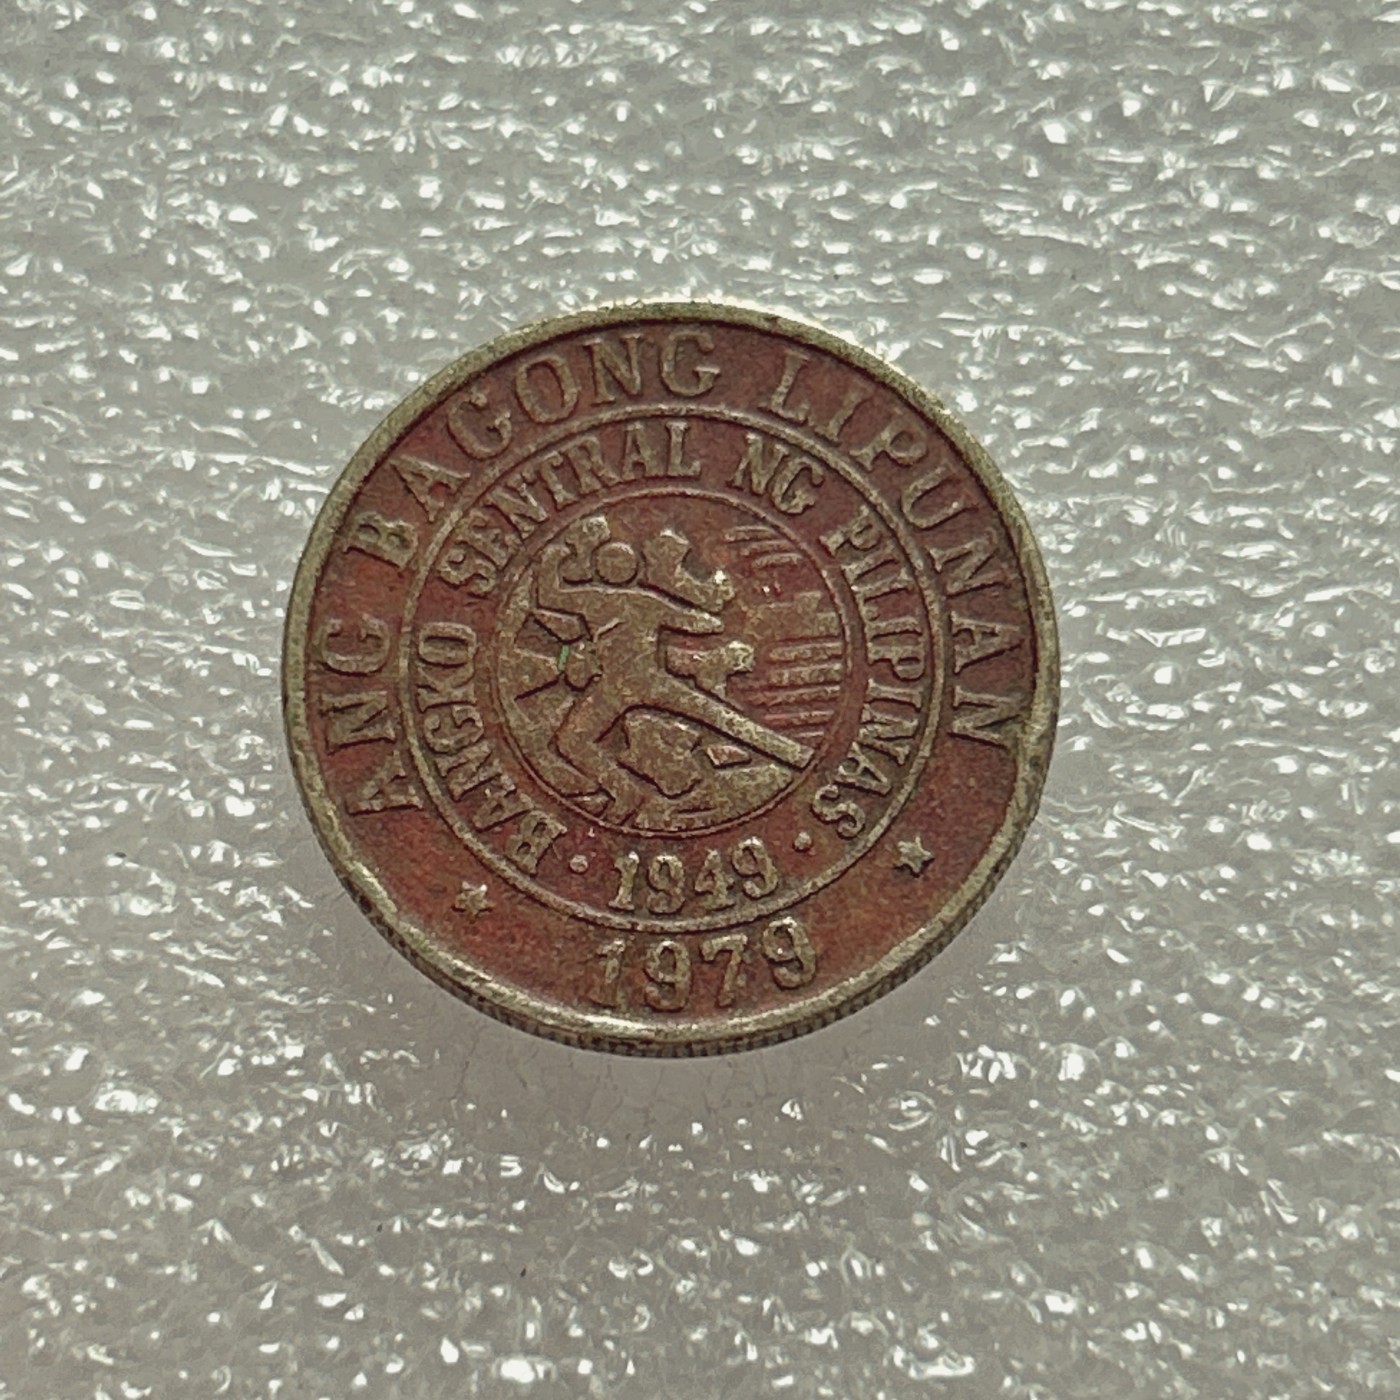 ANG BAGONG LIPUNAN
BANGKO SENTRAL NG PILIPINAS
· 1949 ·
1979